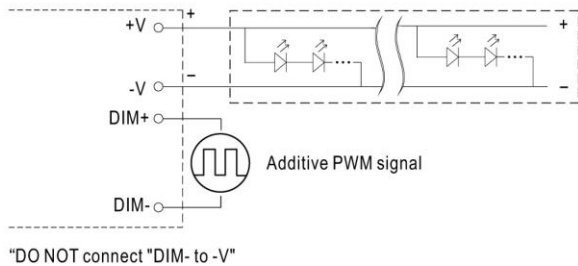 +V + +
-V − −
DIM+
Additive PWM signal
DIM-
"DO NOT connect "DIM- to -V"